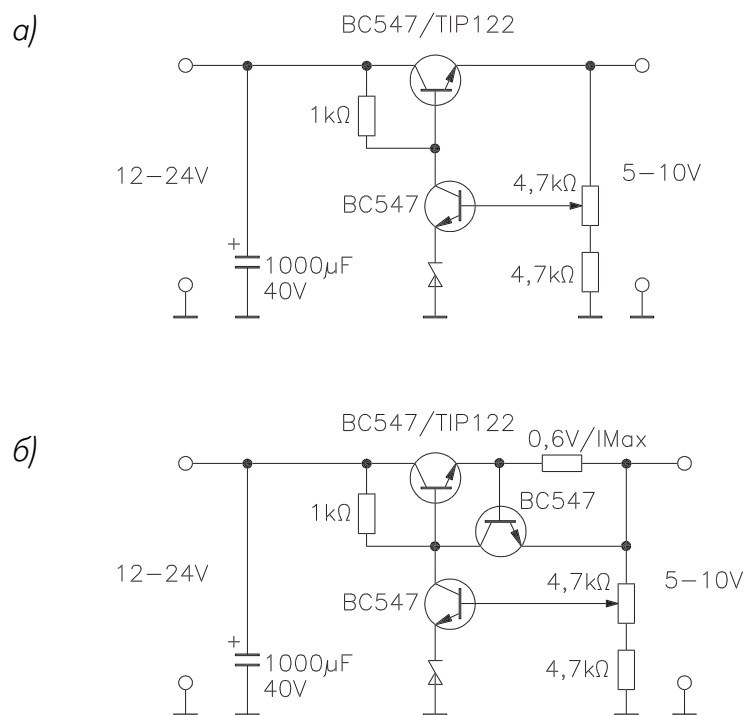 а)
BC547/TIP122
1kΩ
12–24V
BC547
4,7kΩ
5–10V
+
1000μF
40V
4,7kΩ
б)
BC547/TIP122
0,6V/IMax
1kΩ
BC547
12–24V
BC547
4,7kΩ
5–10V
+
1000μF
40V
4,7kΩ